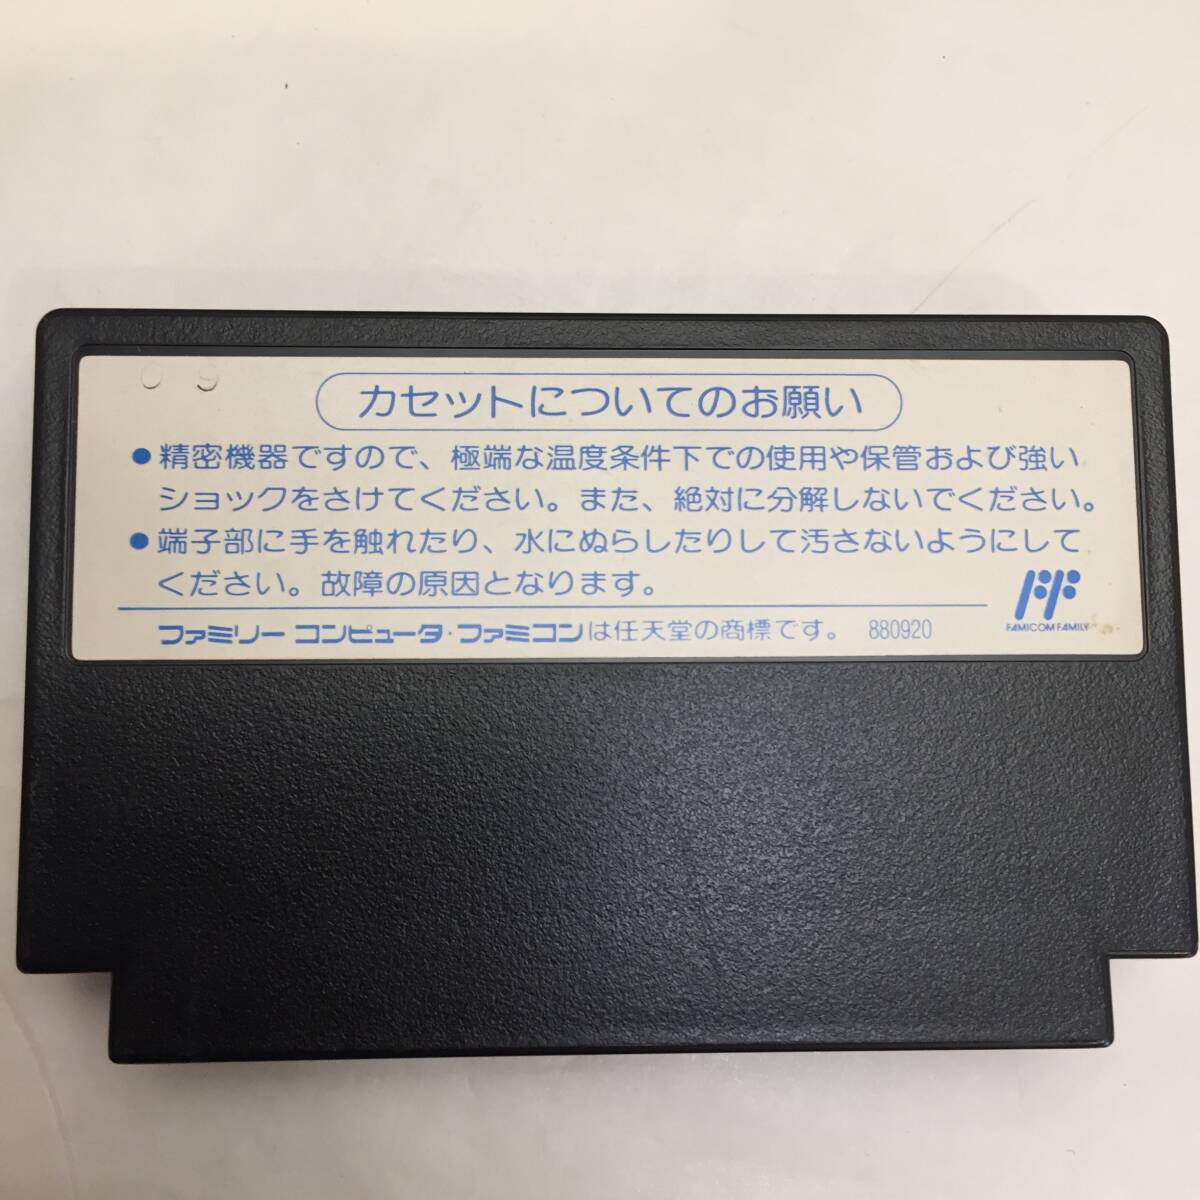 カセットについてのお願い
●精密機器ですので、極端な温度条件下での使用や保管および強い
ショックをさけてください。また、絶対に分解しないでください。
●端子部に手を触れたり、水にぬらしたりして汚さないようにして
ください。故障の原因となります。
FF
FAMICOM FAMILY
ファミリーコンピュータ・ファミコンは任天堂の商標です。 880920